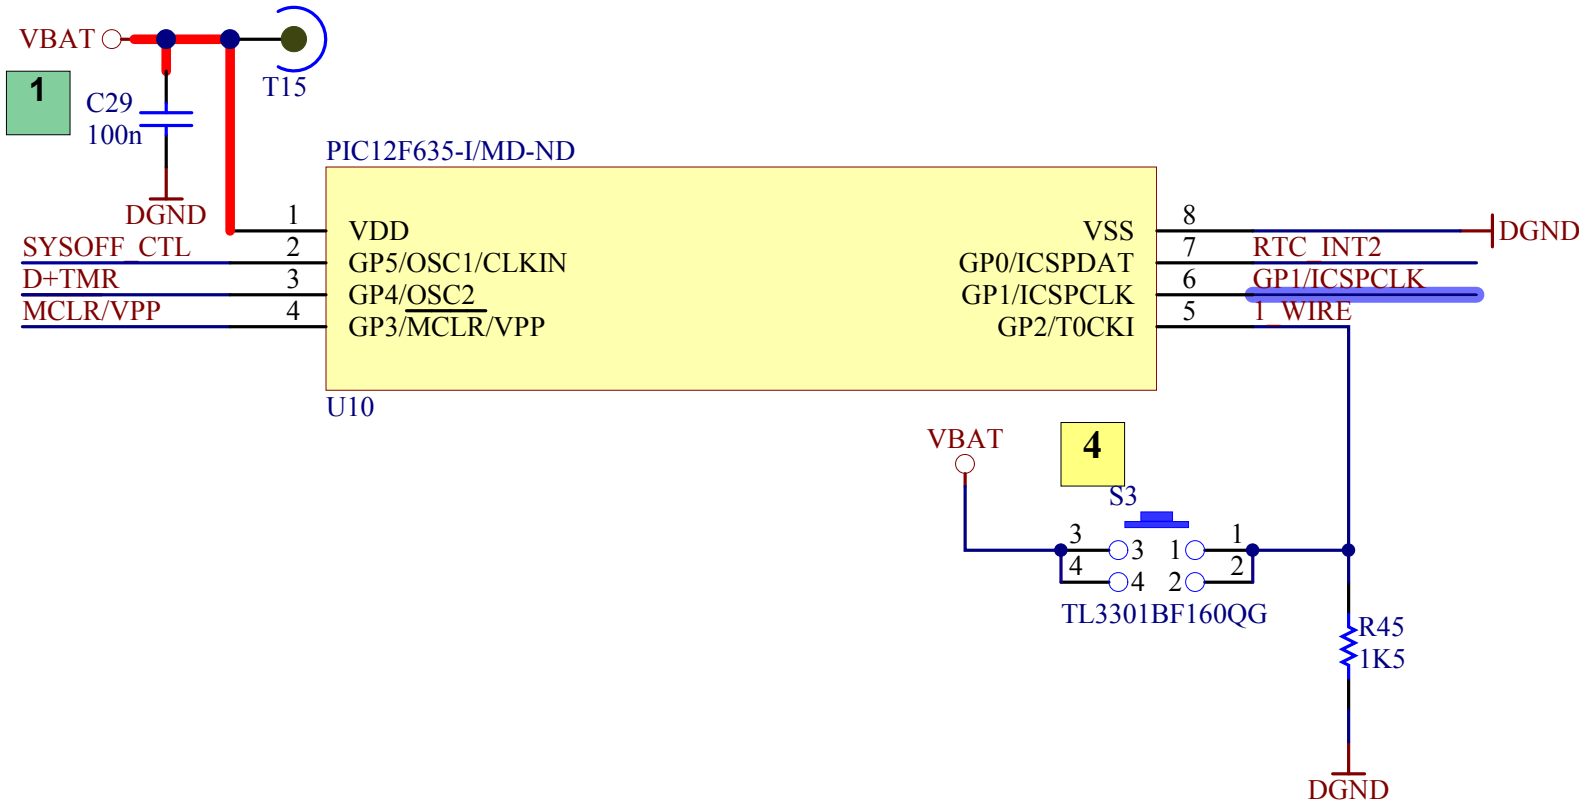 VBAT
T15
1
C29
100n
DGND
PIC12F635-I/MD-ND
1 VDD
SYSOFF_CTL 2 GP5/OSC1/CLKIN
D+TMR 3 GP4/OSC2
MCLR/VPP 4 GP3/MCLR/VPP
VSS 8 DGND
GP0/ICSPDAT 7 RTC_INT2
GP1/ICSPCLK 6 GP1/ICSPCLK
GP2/T0CKI 5 1_WIRE
U10
VBAT
4
S3
3 3 1 1
4 4 2 2
TL3301BF160QG
R45
1K5
DGND